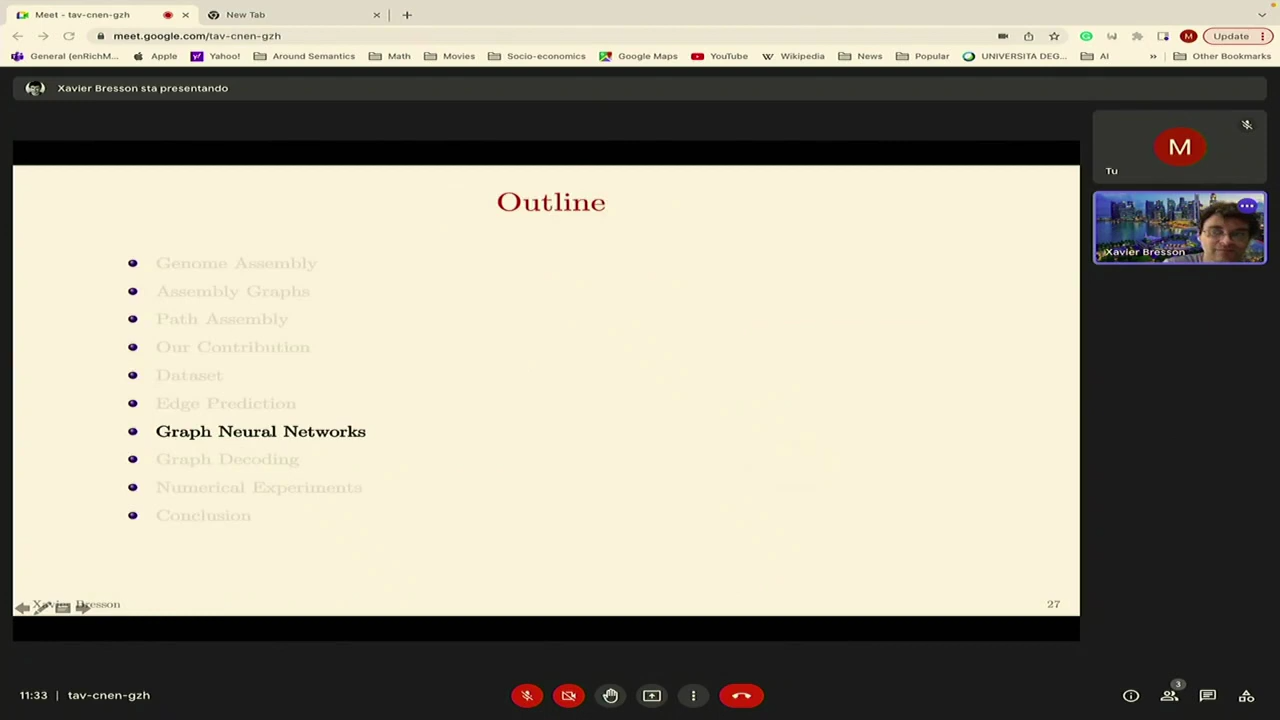 Meet - tav-cnen-gzh
New Tab
meet.google.com/tav-cnen-gzh
M
Update
General (enRichM...
Apple
Yahoo!
Around Semantics
Math
Movies
Socio-economics
Google Maps
YouTube
Wikipedia
News
Popular
UNIVERSITA DEG...
AI
Other Bookmarks
Xavier Bresson sta presentando
Outline
Genome Assembly
Assembly Graphs
Path Assembly
Our Contribution
Dataset
Edge Prediction
Graph Neural Networks
Graph Decoding
Numerical Experiments
Conclusion
Xavier Bresson
27
M
Tu
Xavier Bresson
11:33 | tav-cnen-gzh
3